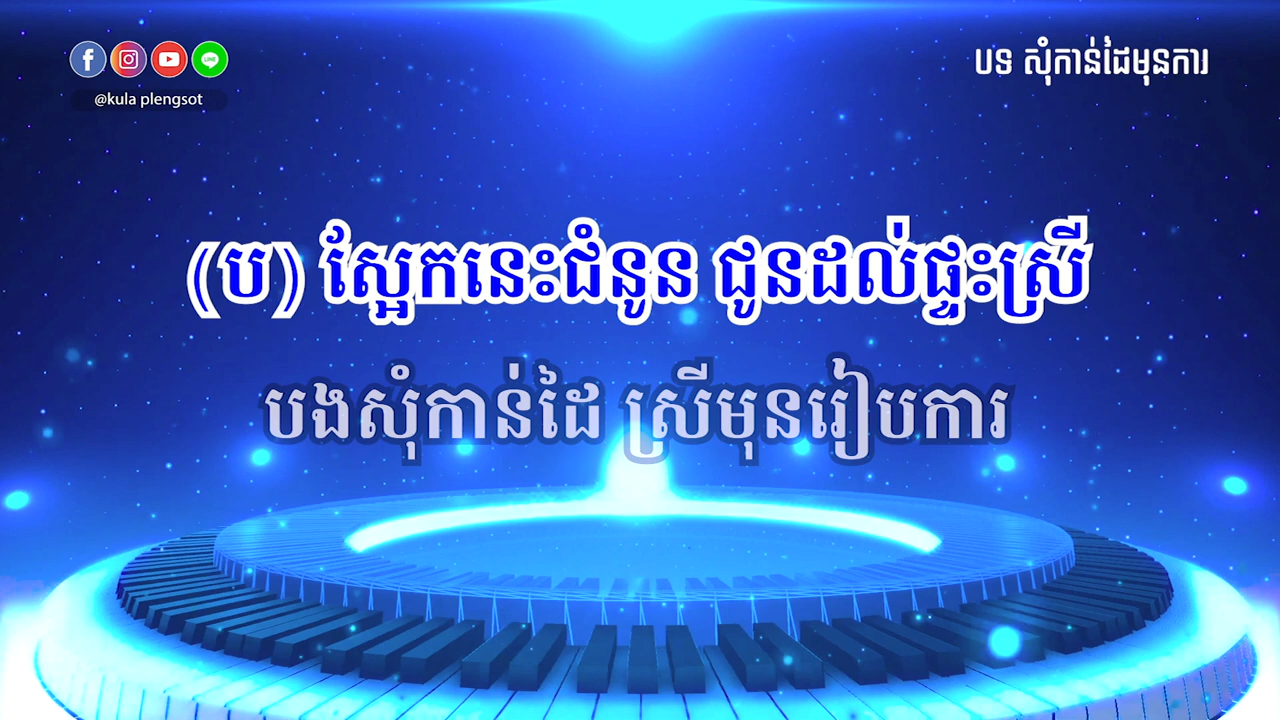 @kula plengsot
បទ សុំកាន់ដៃមុនការ
(ប) ស្អែកនេះជំនូន ជូនដល់ផ្ទះស្រី
បងសុំកាន់ដៃ ស្រីមុនរៀបការ